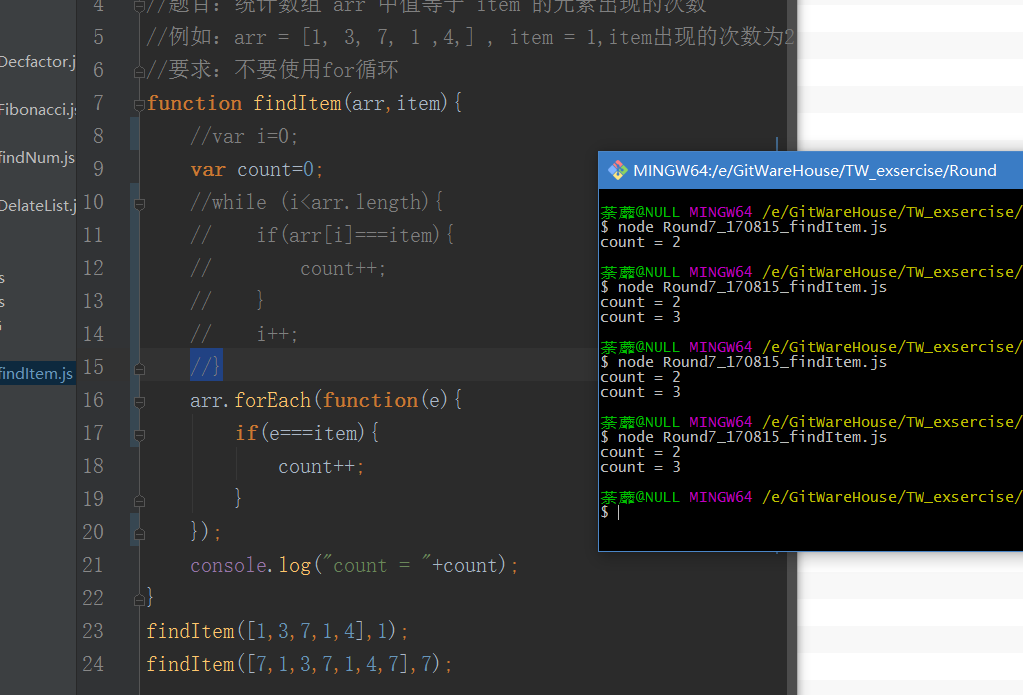 4 //题目: 统计数组 arr 中值等于 item 的元素出现的次数
5 //例如: arr = [1, 3, 7, 1 ,4,] , item = 1,item出现的次数为2
6 //要求: 不要使用for循环
7 function findItem(arr,item){
8 //var i=0;
9 var count=0;
10 //while (i<arr.length){
11 // if(arr[i]===item){
12 // count++;
13 // }
14 // i++;
15 //}
16 arr.forEach(function(e){
17 if(e===item){
18 count++;
19 }
20 });
21 console.log("count = "+count);
22 }
23 findItem([1,3,7,1,4],1);
24 findItem([7,1,3,7,1,4,7],7);
Decfactor.j
Fibonacci.js
findNum.js
DelateList.j
s
s
findItem.js
MINGW64:/e/GitWareHouse/TW_exsercise/Round
荼蘼@NULL MINGW64 /e/GitWareHouse/TW_exsercise/
$ node Round7_170815_findItem.js
count = 2
荼蘼@NULL MINGW64 /e/GitWareHouse/TW_exsercise/
$ node Round7_170815_findItem.js
count = 2
count = 3
荼蘼@NULL MINGW64 /e/GitWareHouse/TW_exsercise/
$ node Round7_170815_findItem.js
count = 2
count = 3
荼蘼@NULL MINGW64 /e/GitWareHouse/TW_exsercise/
$ node Round7_170815_findItem.js
count = 2
count = 3
荼蘼@NULL MINGW64 /e/GitWareHouse/TW_exsercise/
$